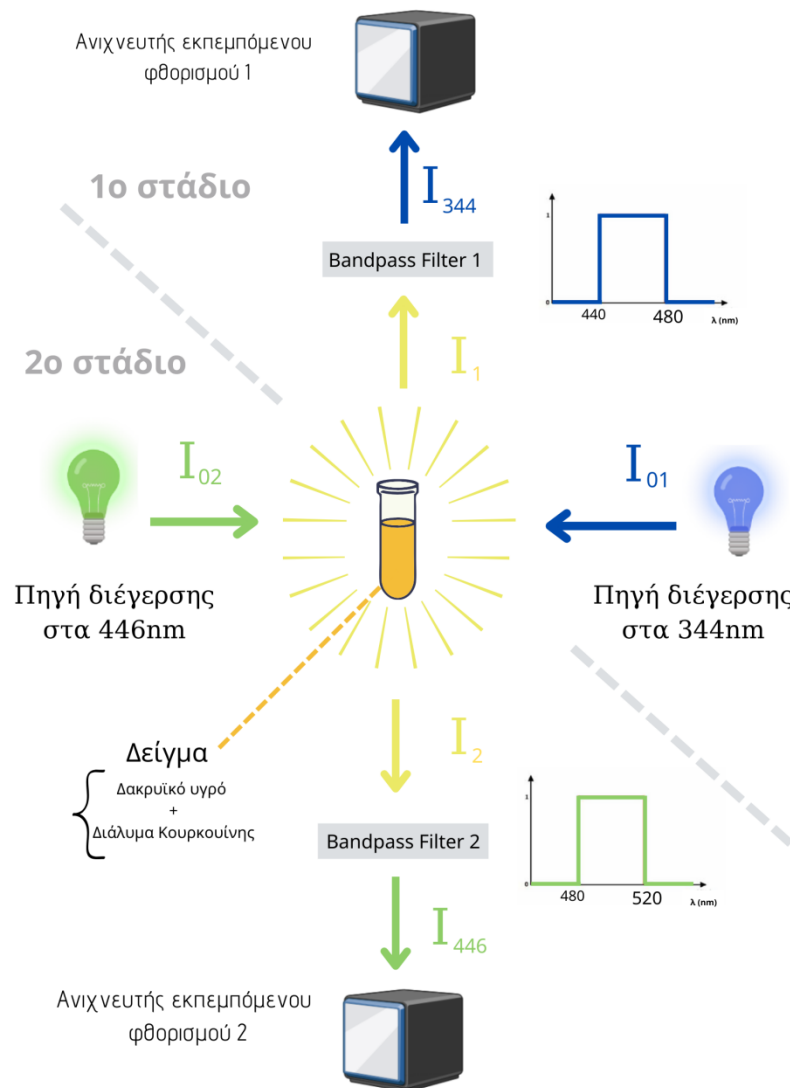 Ανιχνευτής εκπεμπόμενου
φθορισμού 1
1ο στάδιο
I344
Bandpass Filter 1
1
0
440
480
λ (nm)
2ο στάδιο
I1
I02
I01
Πηγή διέγερσης
στα 446nm
Πηγή διέγερσης
στα 344nm
I2
Δείγμα
Δακρυϊκό υγρό
+
Διάλυμα Κουρκουίνης
Bandpass Filter 2
1
0
480
520
λ (nm)
I446
Ανιχνευτής εκπεμπόμενου
φθορισμού 2